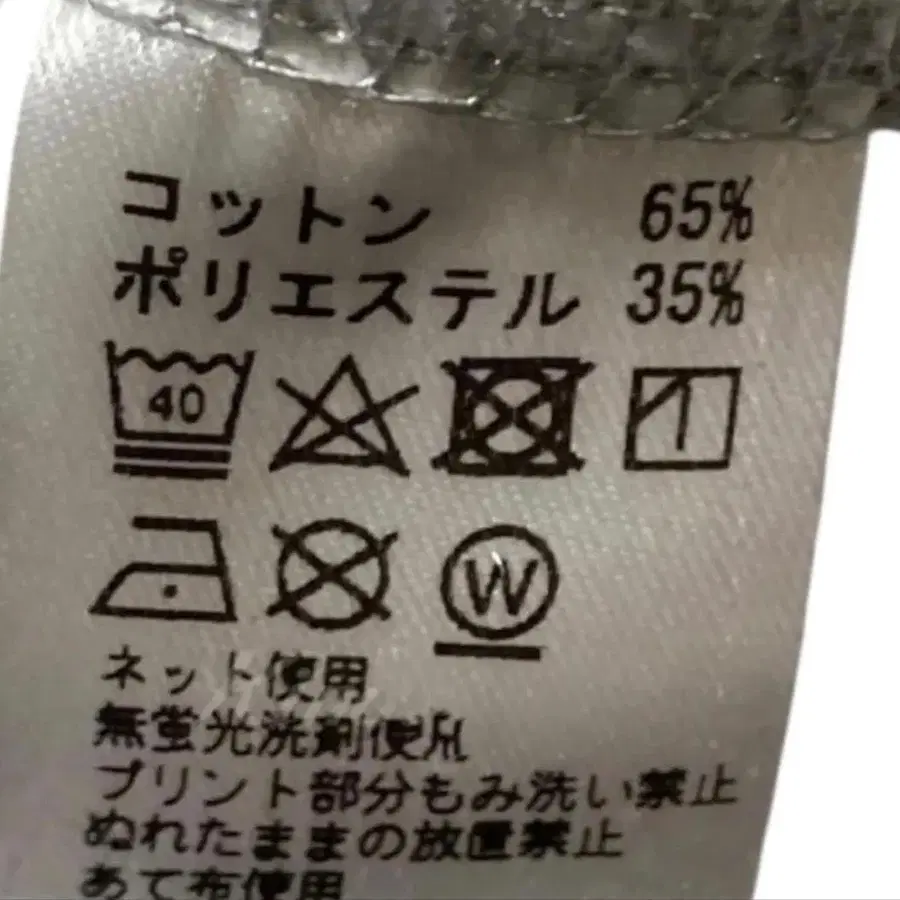 コットン 65%
ポリエステル 35%
40
W
ネット使用
無蛍光洗剤使用
プリント部分もみ洗い禁止
ぬれたままの放置禁止
あて布使用